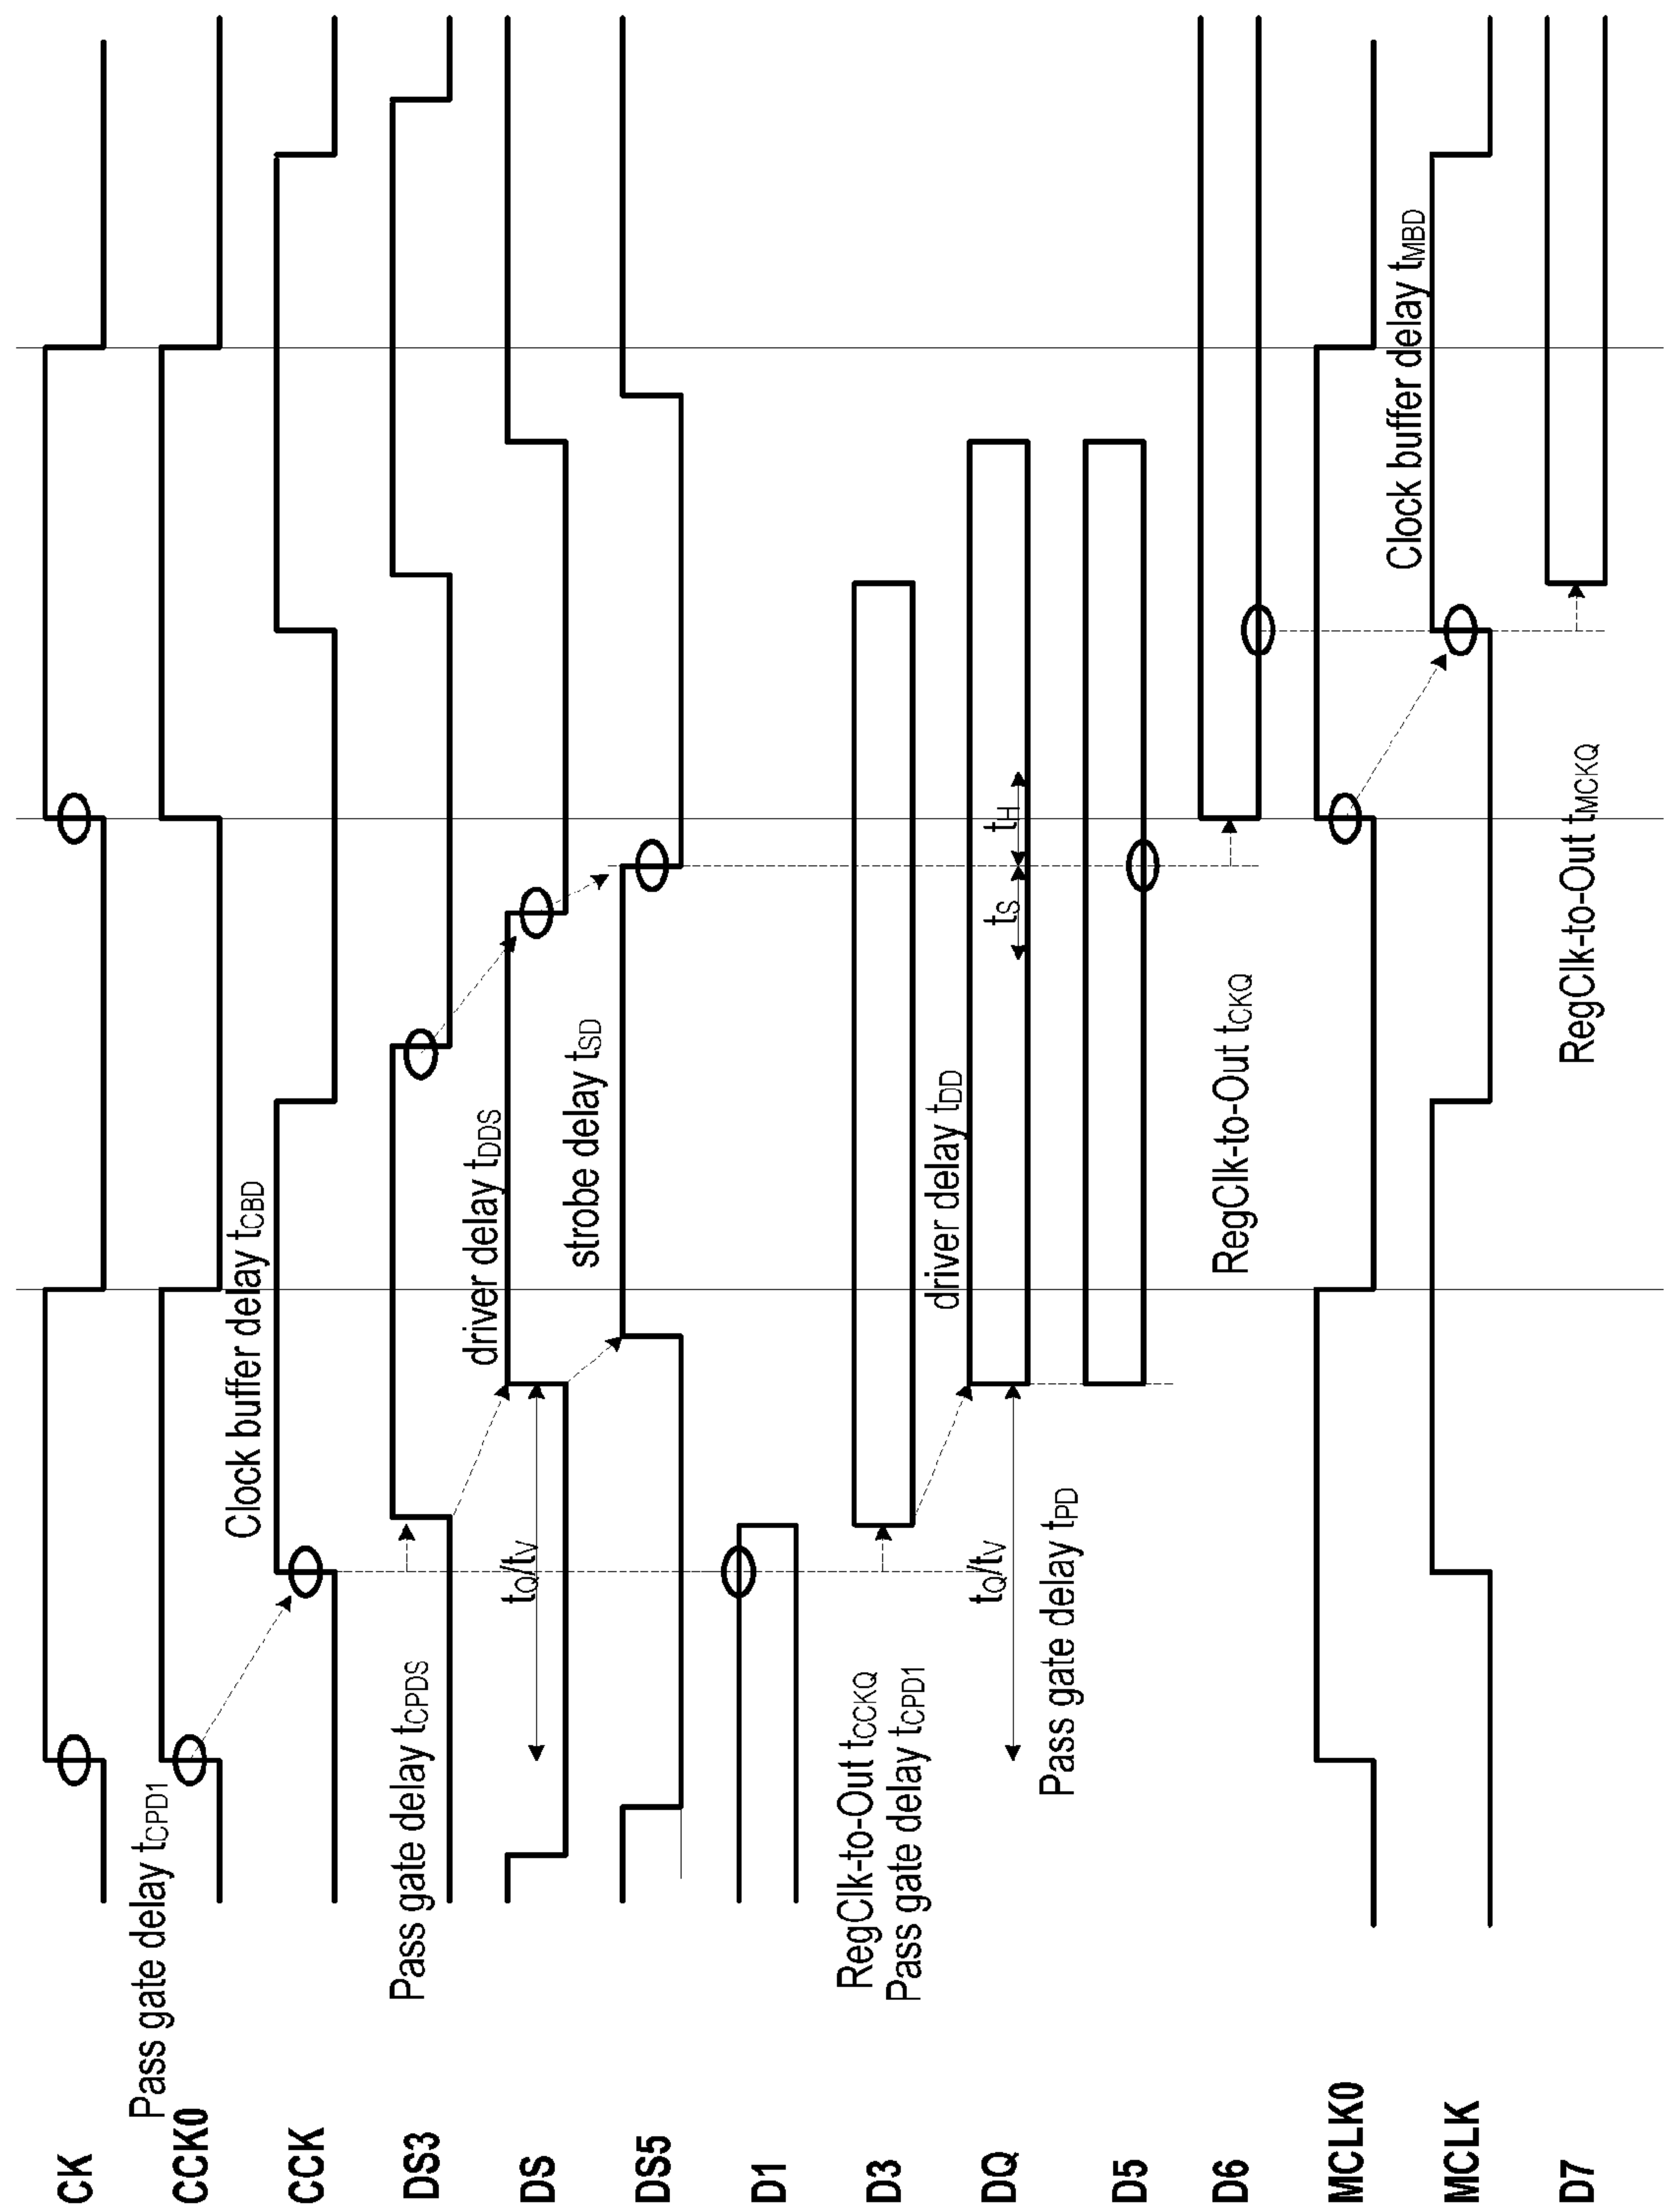 CK
Pass gate delay tCPD1
CCK0
Clock buffer delay tCBD
CCK
Pass gate delay tCPDS
DS3
driver delay tDDS
tQ/tV
DS
strobe delay tSD
DS5
D1
RegClk-to-Out tCCKQ
Pass gate delay tCPD1
D3
driver delay tDD
tQ/tV
tS
tH
DQ
Pass gate delay tPD
D5
RegClk-to-Out tCKQ
D6
MCLK0
Clock buffer delay tMBD
MCLK
RegClk-to-Out tMCKQ
D7